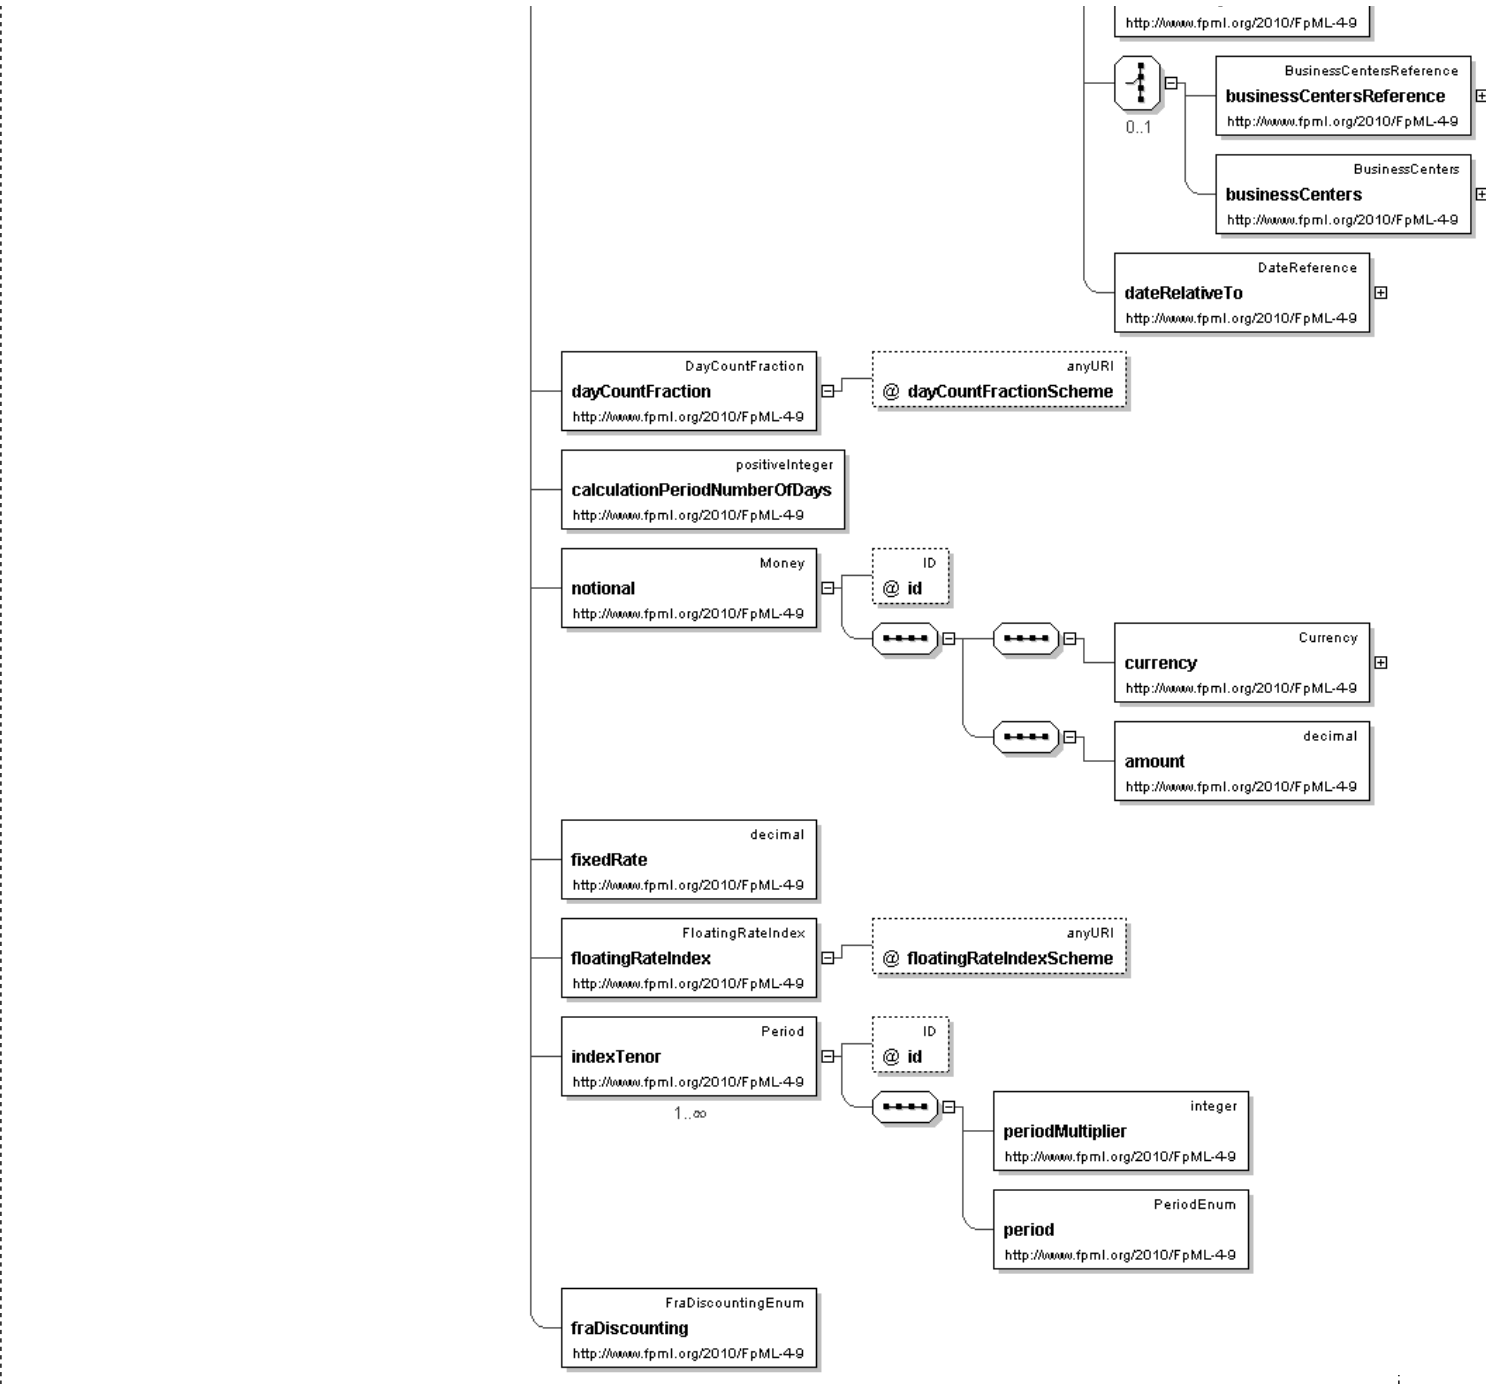 http://www.fpml.org/2010/FpML-4-9
BusinessCentersReference
businessCentersReference
http://www.fpml.org/2010/FpML-4-9
0..1
BusinessCenters
businessCenters
http://www.fpml.org/2010/FpML-4-9
DateReference
dateRelativeTo
http://www.fpml.org/2010/FpML-4-9
DayCountFraction
dayCountFraction
http://www.fpml.org/2010/FpML-4-9
anyURI
@ dayCountFractionScheme
positiveInteger
calculationPeriodNumberOfDays
http://www.fpml.org/2010/FpML-4-9
Money
notional
http://www.fpml.org/2010/FpML-4-9
ID
@ id
Currency
currency
http://www.fpml.org/2010/FpML-4-9
decimal
amount
http://www.fpml.org/2010/FpML-4-9
decimal
fixedRate
http://www.fpml.org/2010/FpML-4-9
FloatingRateIndex
floatingRateIndex
http://www.fpml.org/2010/FpML-4-9
anyURI
@ floatingRateIndexScheme
Period
indexTenor
http://www.fpml.org/2010/FpML-4-9
1..∞
ID
@ id
integer
periodMultiplier
http://www.fpml.org/2010/FpML-4-9
PeriodEnum
period
http://www.fpml.org/2010/FpML-4-9
FraDiscountingEnum
fraDiscounting
http://www.fpml.org/2010/FpML-4-9